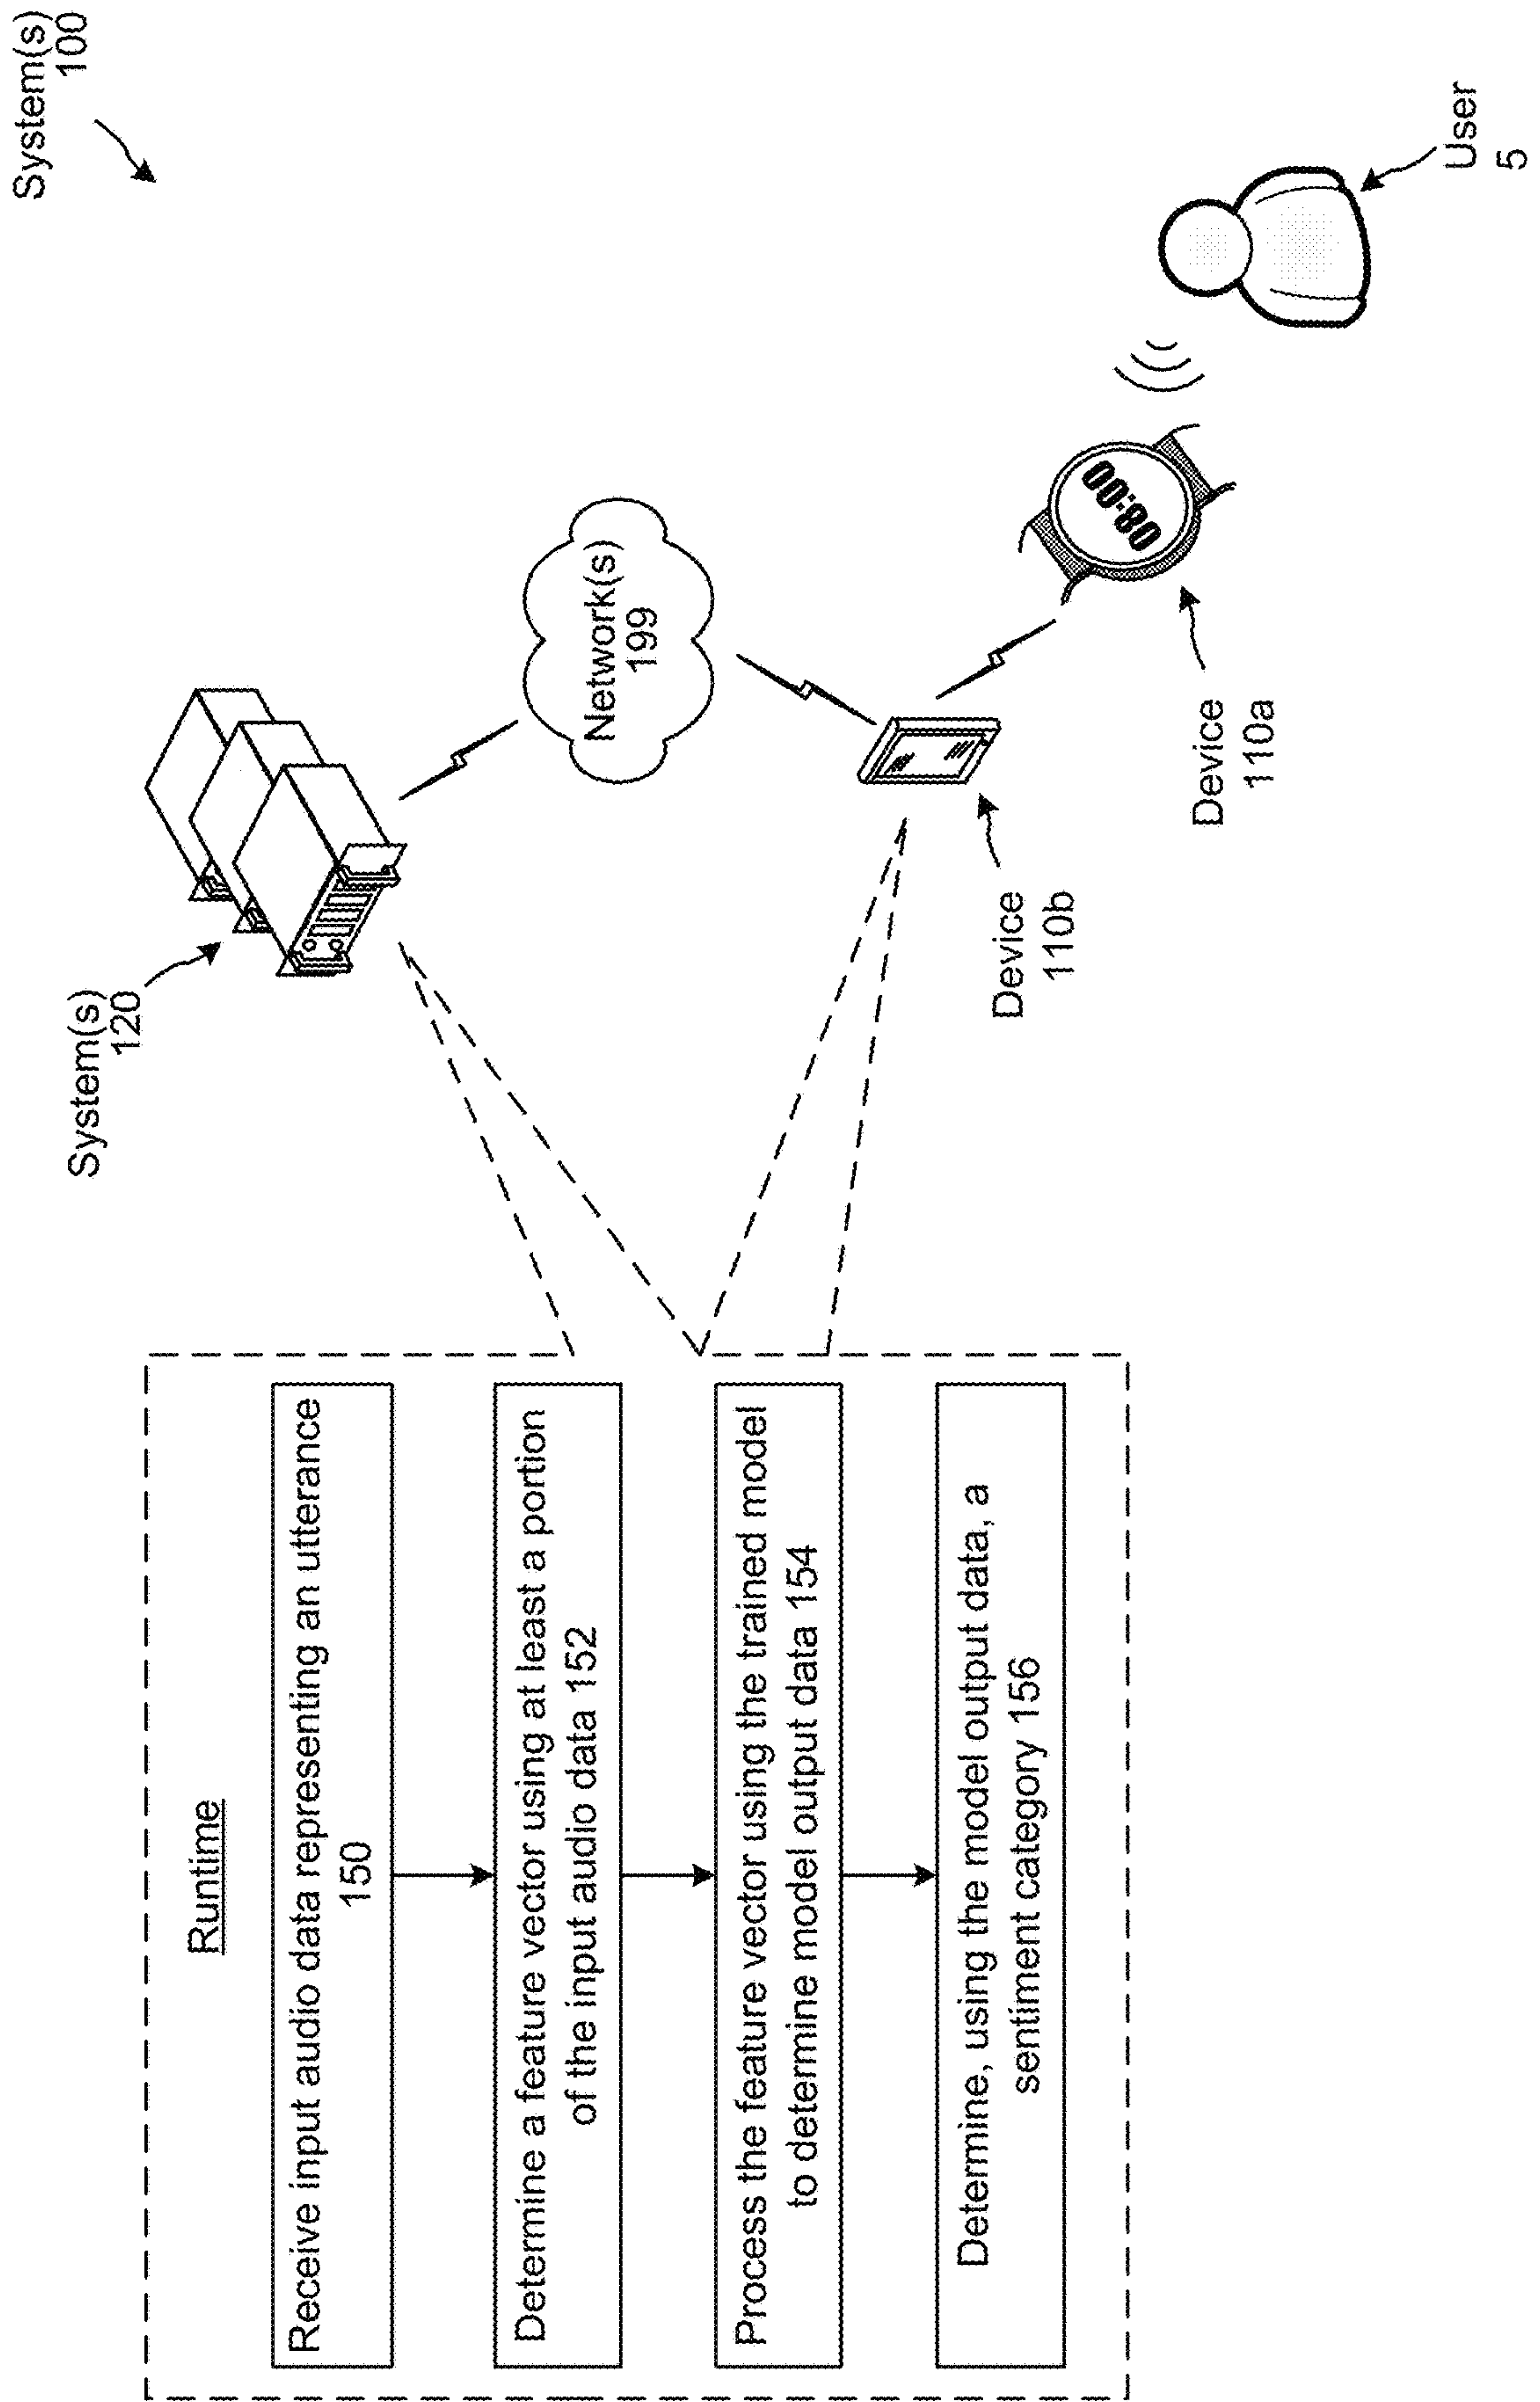 System(s)
100
System(s)
120
Network(s)
199
Device
110b
08:00
Device
110a
User
5
Runtime
Receive input audio data representing an utterance
150
Determine a feature vector using at least a portion
of the input audio data 152
Process the feature vector using the trained model
to determine model output data 154
Determine, using the model output data, a
sentiment category 156